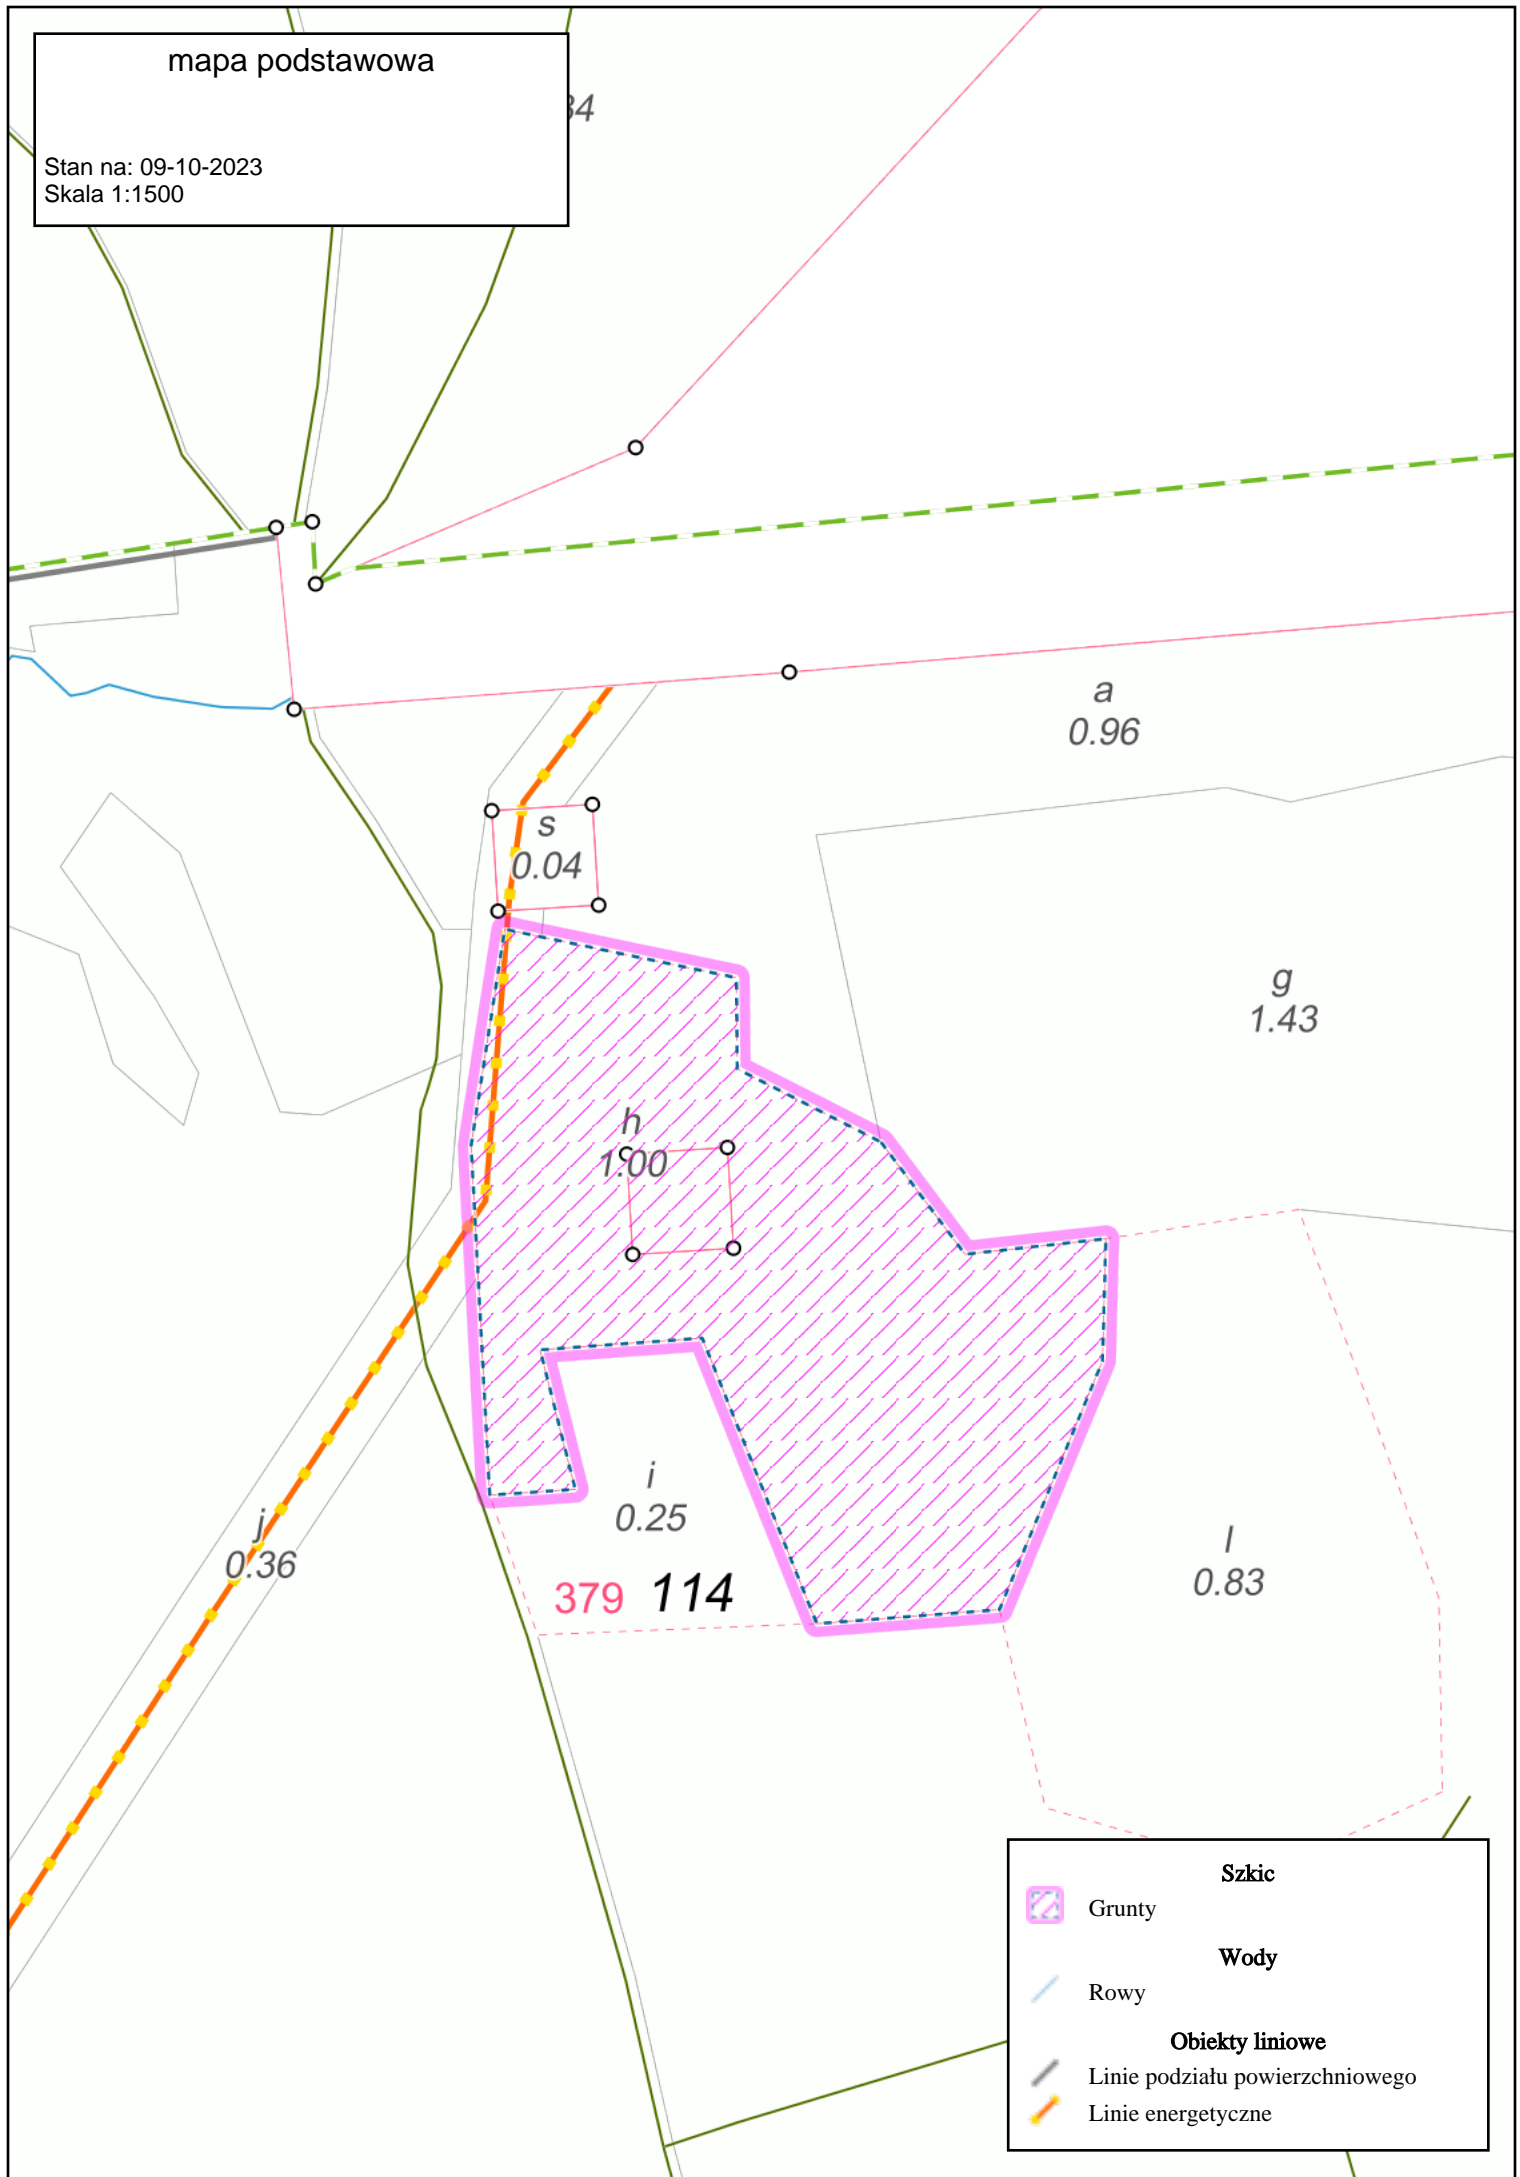 mapa podstawowa
Stan na: 09-10-2023
Skala 1:1500
a
0.96
s
0.04
g
1.43
h
1.00
i
0.25
j
0.36
379 114
l
0.83
Szkic
Grunty
Wody
Rowy
Obiekty liniowe
Linie podziału powierzchniowego
Linie energetyczne